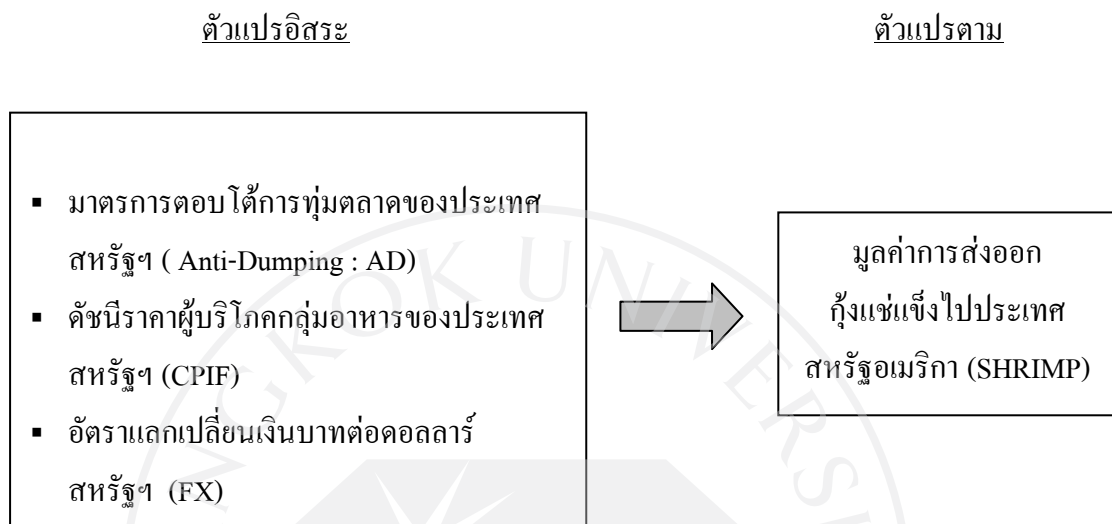 ตัวแปรอิสระ
ตัวแปรตาม
▪ มาตรการตอบโต้การทุ่มตลาดของประเทศ
สหรัฐฯ ( Anti-Dumping : AD)
▪ ดัชนีราคาผู้บริโภคกลุ่มอาหารของประเทศ
สหรัฐฯ (CPIF)
▪ อัตราแลกเปลี่ยนเงินบาทต่อดอลลาร์
สหรัฐฯ (FX)
มูลค่าการส่งออก
กุ้งแช่แข็งไปประเทศ
สหรัฐอเมริกา (SHRIMP)
NGKOK UNIVERS